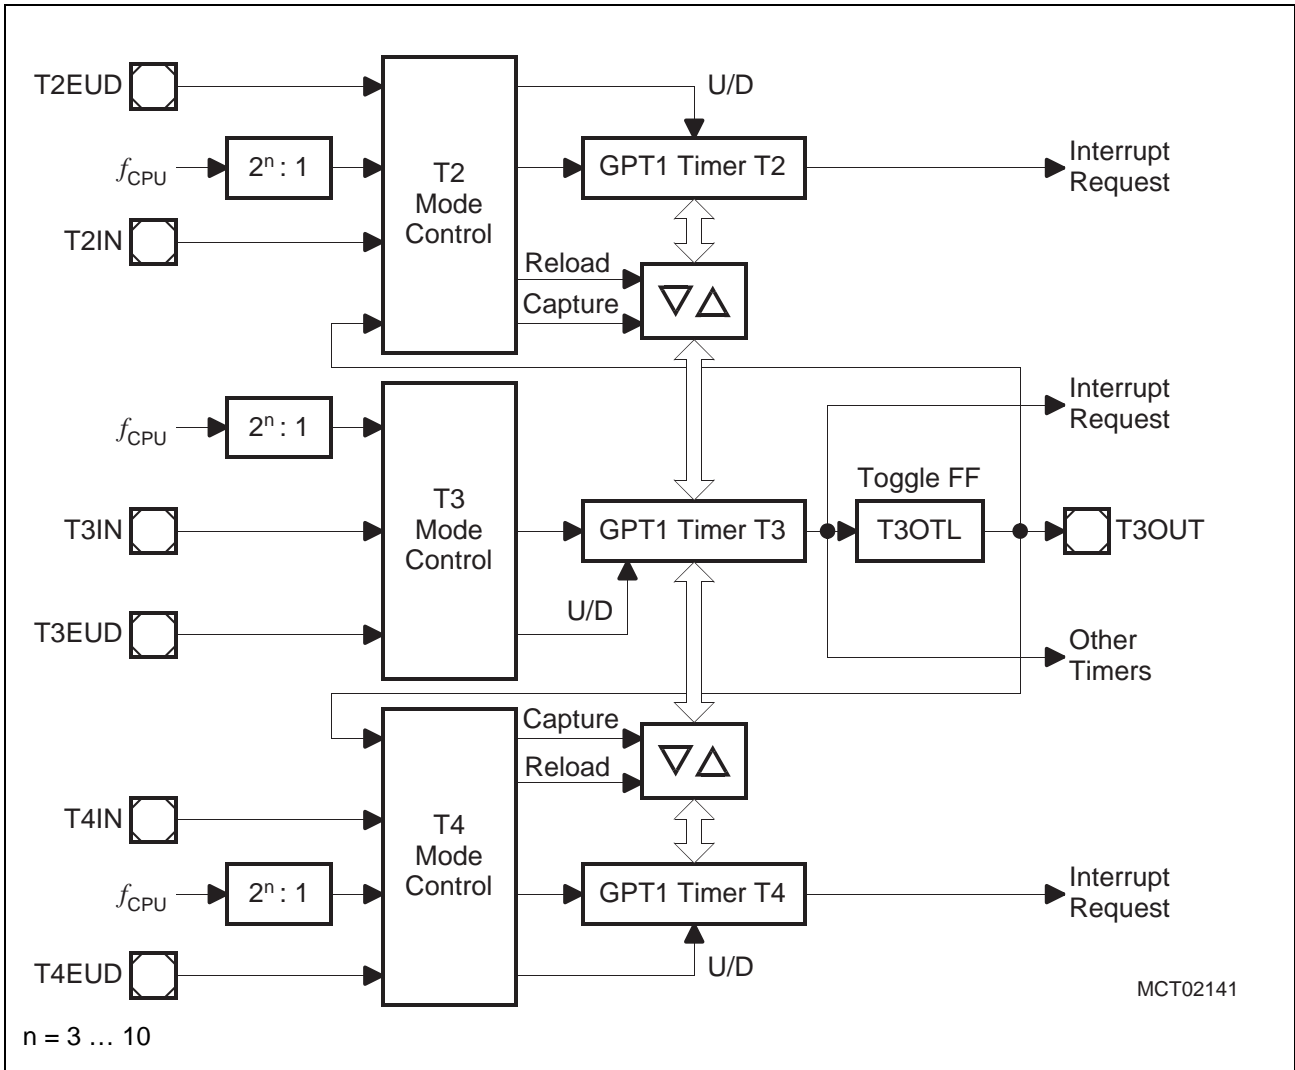 T2EUD
U/D
fCPU
2ⁿ : 1
T2
Mode
Control
GPT1 Timer T2
Interrupt
Request
T2IN
Reload
Capture
fCPU
2ⁿ : 1
Interrupt
Request
Toggle FF
T3IN
T3
Mode
Control
GPT1 Timer T3
T3OTL
T3OUT
U/D
T3EUD
Other
Timers
Capture
Reload
T4IN
T4
Mode
Control
fCPU
2ⁿ : 1
GPT1 Timer T4
Interrupt
Request
T4EUD
U/D
MCT02141
n = 3 … 10